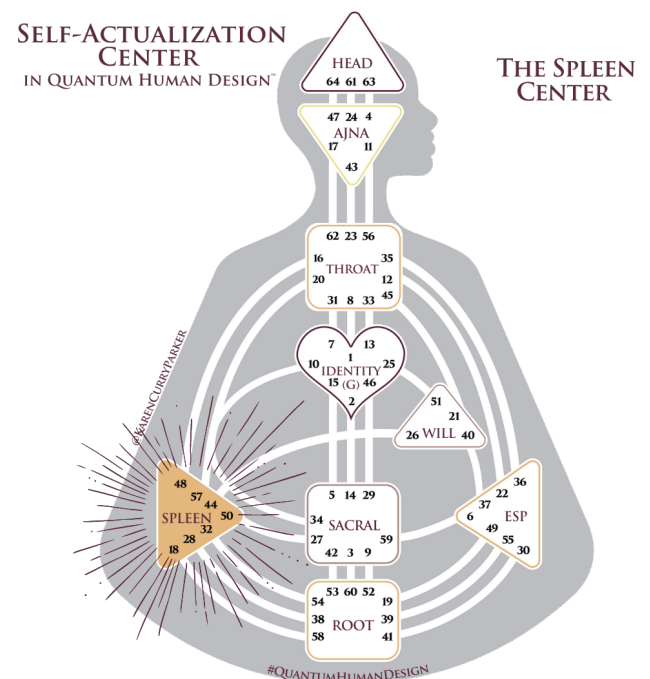 SELF-ACTUALIZATION
CENTER
IN QUANTUM HUMAN DESIGN™
THE SPLEEN
CENTER
HEAD
64 61 63
47 24 4
AJNA
17 11
43
62 23 56
16 35
THROAT
20 12
45
31 8 33
7 13
1
10 25
IDENTITY
(G)
15 46
2
@KARENCURRYPARKER
51
21
26 WILL 40
48
57
44
SPLEEN 50
32
28
18
5 14 29
34
SACRAL
27 59
42 3 9
36
22
37
6 ESP
49
55
30
53 60 52
54 19
38 ROOT 39
58 41
#QUANTUMHUMANDESIGN